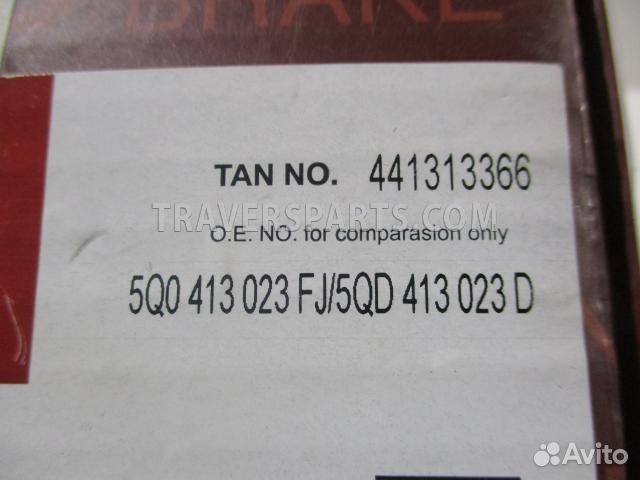 BRAKE
TAN NO. 441313366
TRAVERSPARTS.COM
O.E. NO. for comparasion only
5Q0 413 023 FJ/5QD 413 023 D
Avito